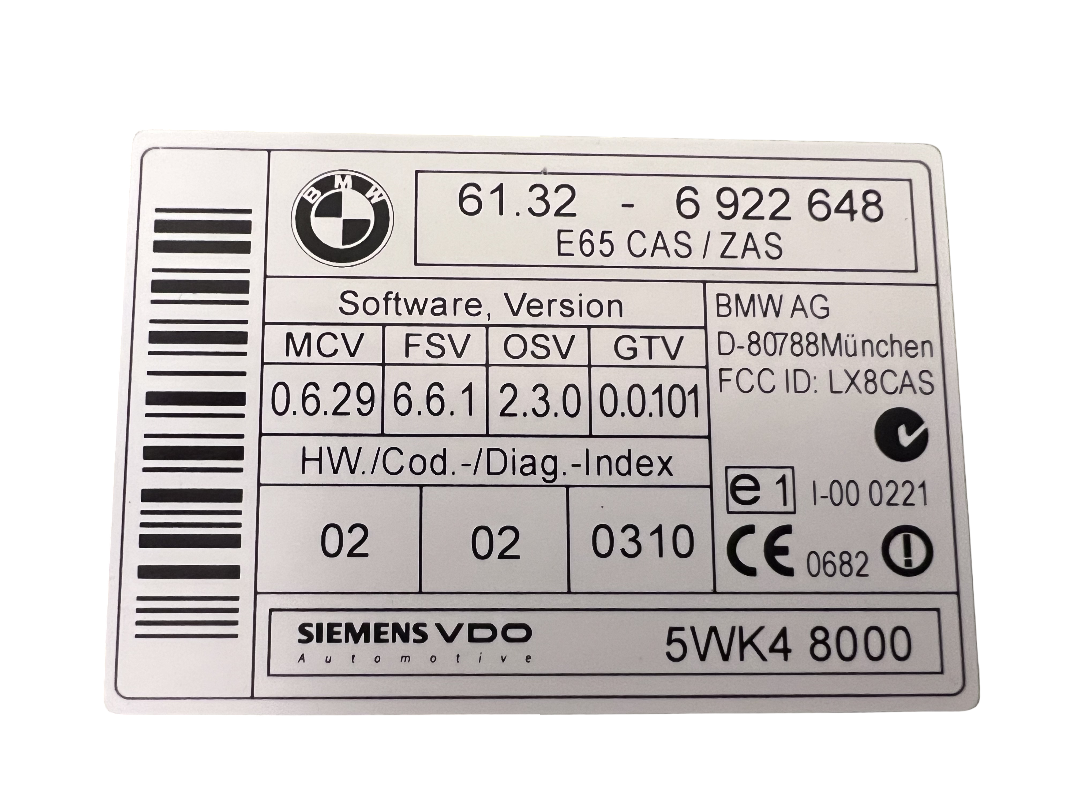 BMW
61.32 - 6 922 648
E65 CAS / ZAS
Software, Version
MCV FSV OSV GTV
0.6.29 6.6.1 2.3.0 0.0.101
HW./Cod.-/Diag.-Index
02 02 0310
BMW AG
D-80788München
FCC ID: LX8CAS
e1 I-00 0221
CE 0682
SIEMENS VDO
Automotive
5WK4 8000